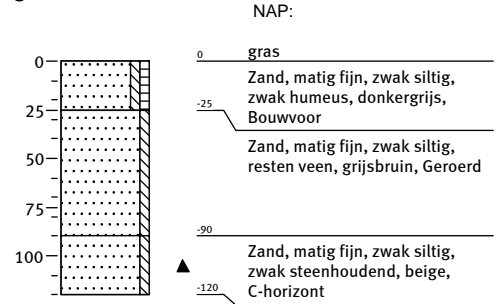 NAP:
0
25
50
75
100
0
gras
Zand, matig fijn, zwak siltig,
zwak humeus, donkergrijs,
Bouwvoor
-25
Zand, matig fijn, zwak siltig,
resten veen, grijsbruin, Geroerd
-90
Zand, matig fijn, zwak siltig,
zwak steenhoudend, beige,
C-horizont
-120